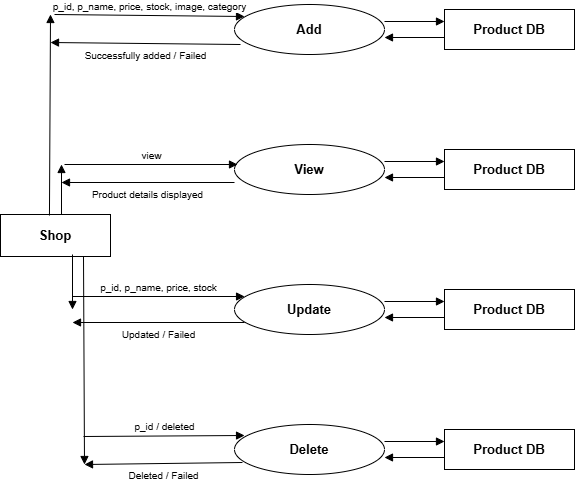 p_id, p_name, price, stock, image, category
Add
Product DB
Successfully added / Failed
view
View
Product DB
Product details displayed
Shop
p_id, p_name, price, stock
Update
Product DB
Updated / Failed
p_id / deleted
Delete
Product DB
Deleted / Failed